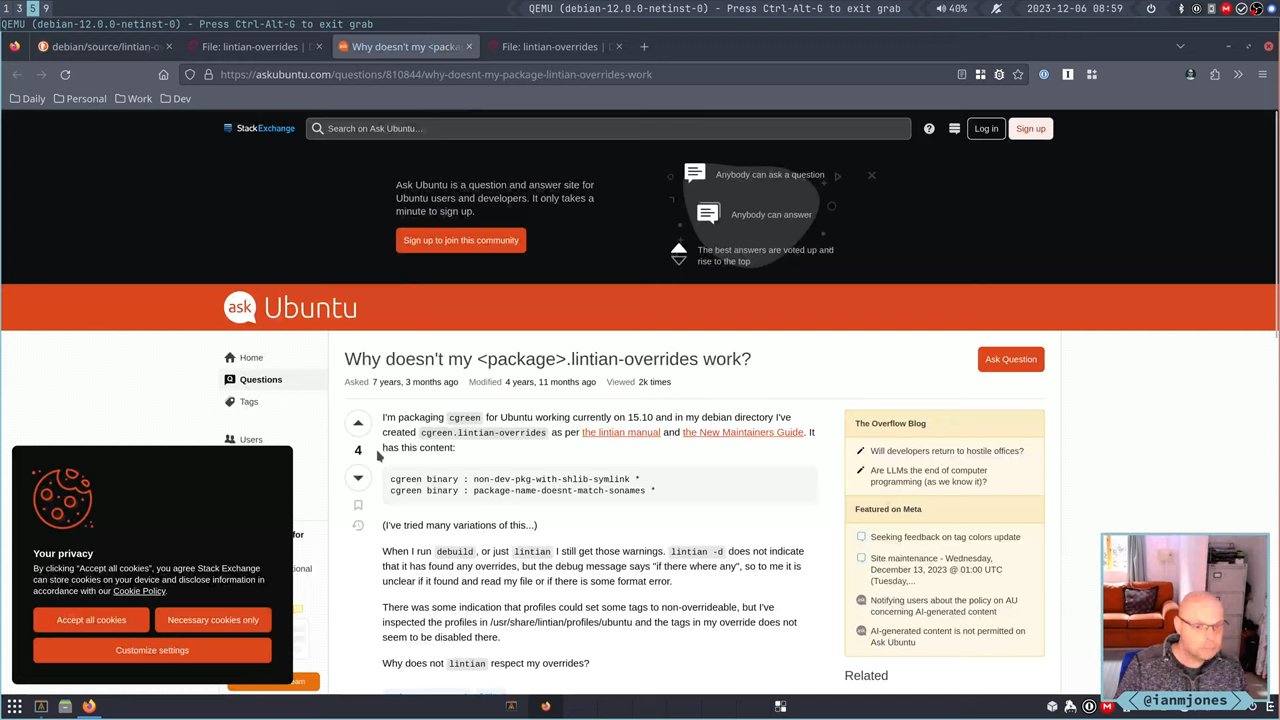 1 3 5 9
QEMU (debian-12.0.0-netinst-0) - Press Ctrl-Alt-G to exit grab
40%
2023-12-06 08:59
QEMU (debian-12.0.0-netinst-0) - Press Ctrl-Alt-G to exit grab
debian/source/lintian-o
File: lintian-overrides | D
Why doesn't my <packa
File: lintian-overrides | D
https://askubuntu.com/questions/810844/why-doesnt-my-package-lintian-overrides-work
Daily
Personal
Work
Dev
StackExchange
Search on Ask Ubuntu…
Log in
Sign up
Ask Ubuntu is a question and answer site for
Ubuntu users and developers. It only takes a
minute to sign up.
Sign up to join this community
Anybody can ask a question
Anybody can answer
The best answers are voted up and
rise to the top
ask Ubuntu
Home
Questions
Tags
Users
Why doesn't my <package>.lintian-overrides work?
Ask Question
Asked 7 years, 3 months ago Modified 4 years, 11 months ago Viewed 2k times
4
I'm packaging cgreen for Ubuntu working currently on 15.10 and in my debian directory I've
created cgreen.lintian-overrides as per the lintian manual and the New Maintainers Guide. It
has this content:
cgreen binary : non-dev-pkg-with-shlib-symlink *
cgreen binary : package-name-doesnt-match-sonames *
(I've tried many variations of this...)
When I run debuild, or just lintian I still get those warnings. lintian -d does not indicate
that it has found any overrides, but the debug message says "if there where any", so to me it is
unclear if it found and read my file or if there is some format error.
There was some indication that profiles could set some tags to non-overrideable, but I've
inspected the profiles in /usr/share/lintian/profiles/ubuntu and the tags in my override does not
seem to be disabled there.
Why does not lintian respect my overrides?
The Overflow Blog
Will developers return to hostile offices?
Are LLMs the end of computer
programming (as we know it)?
Featured on Meta
Seeking feedback on tag colors update
Site maintenance - Wednesday,
December 13, 2023 @ 01:00 UTC
(Tuesday,...
Notifying users about the policy on AU
concerning AI-generated content
AI-generated content is not permitted on
Ask Ubuntu
Related
Your privacy
By clicking "Accept all cookies", you agree Stack Exchange
can store cookies on your device and disclose information in
accordance with our Cookie Policy.
Accept all cookies
Necessary cookies only
Customize settings
@ianmjones